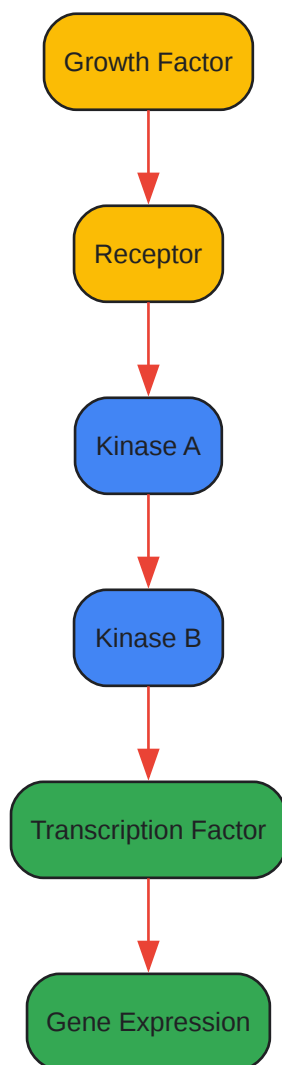 Growth Factor
Receptor
Kinase A
Kinase B
Transcription Factor
Gene Expression